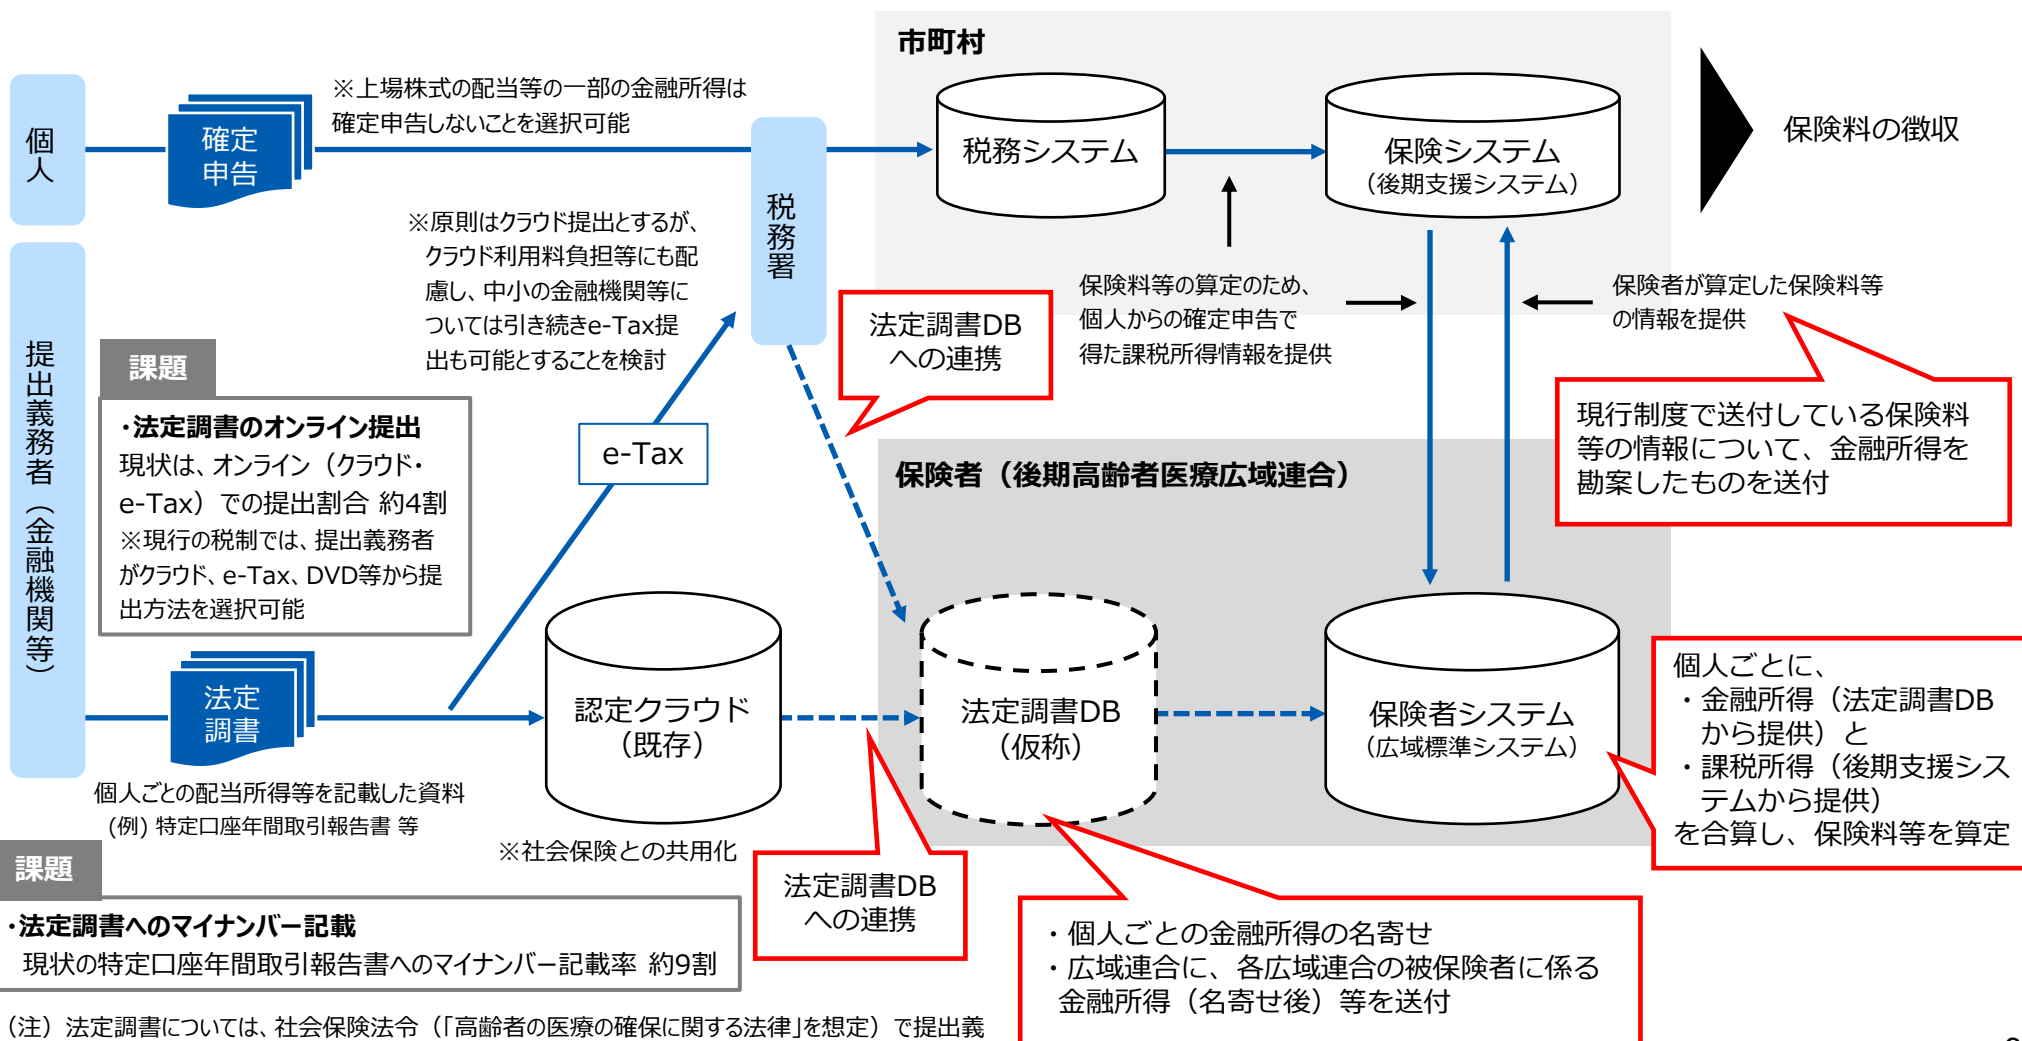 市町村
個人
確定
申告
※上場株式の配当等の一部の金融所得は
確定申告しないことを選択可能
税務署
税務システム
保険システム
（後期支援システム）
保険料の徴収
※原則はクラウド提出とするが、
クラウド利用料負担等にも配
慮し、中小の金融機関等に
ついては引き続きe-Tax提
出も可能とすることを検討
保険料等の算定のため、
個人からの確定申告で
得た課税所得情報を提供
保険者が算定した保険料等
の情報を提供
法定調書DB
への連携
現行制度で送付している保険料
等の情報について、金融所得を
勘案したものを送付
提出義務者（金融機関等）
課題
・法定調書のオンライン提出
現状は、オンライン（クラウド・
e-Tax）での提出割合 約4割
※現行の税制では、提出義務者
がクラウド、e-Tax、DVD等から提
出方法を選択可能
e-Tax
保険者（後期高齢者医療広域連合）
法定
調書
個人ごとの配当所得等を記載した資料
(例) 特定口座年間取引報告書 等
認定クラウド
（既存）
※社会保険との共用化
法定調書DB
（仮称）
保険者システム
（広域標準システム）
個人ごとに、
・金融所得（法定調書DB
から提供）と
・課税所得（後期支援シス
テムから提供）
を合算し、保険料等を算定
課題
・法定調書へのマイナンバー記載
現状の特定口座年間取引報告書へのマイナンバー記載率 約9割
法定調書DB
への連携
・個人ごとの金融所得の名寄せ
・広域連合に、各広域連合の被保険者に係る
金融所得（名寄せ後）等を送付
（注）法定調書については、社会保険法令（「高齢者の医療の確保に関する法律」を想定）で提出義